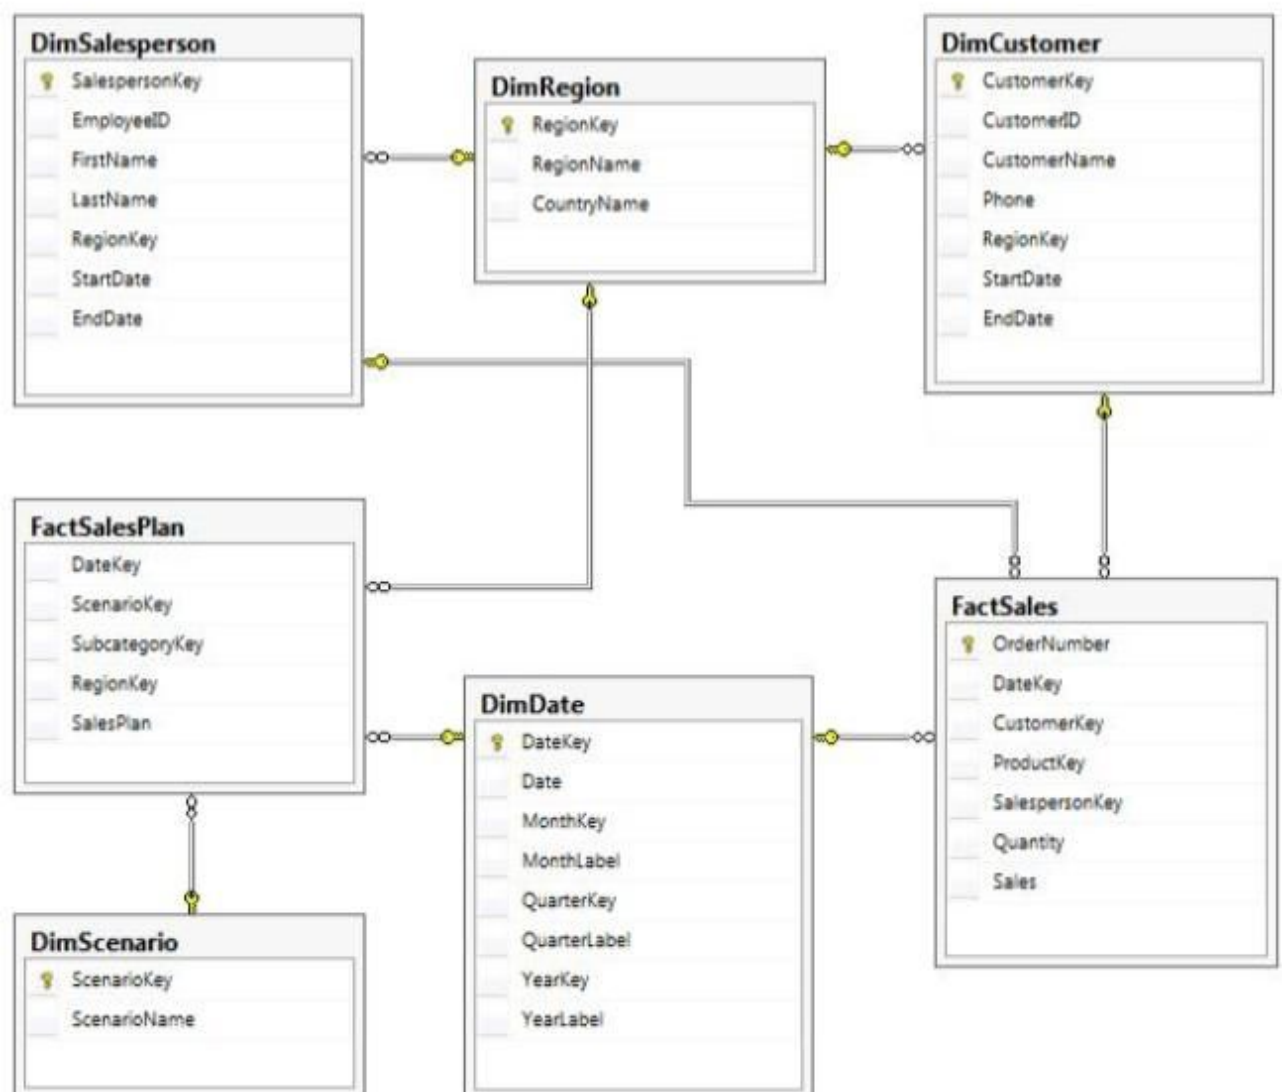 DimSalesperson
SalespersonKey
EmployeeID
FirstName
LastName
RegionKey
StartDate
EndDate
DimRegion
RegionKey
RegionName
CountryName
DimCustomer
CustomerKey
CustomerID
CustomerName
Phone
RegionKey
StartDate
EndDate
FactSalesPlan
DateKey
ScenarioKey
SubcategoryKey
RegionKey
SalesPlan
DimDate
DateKey
Date
MonthKey
MonthLabel
QuarterKey
QuarterLabel
YearKey
YearLabel
FactSales
OrderNumber
DateKey
CustomerKey
ProductKey
SalespersonKey
Quantity
Sales
DimScenario
ScenarioKey
ScenarioName